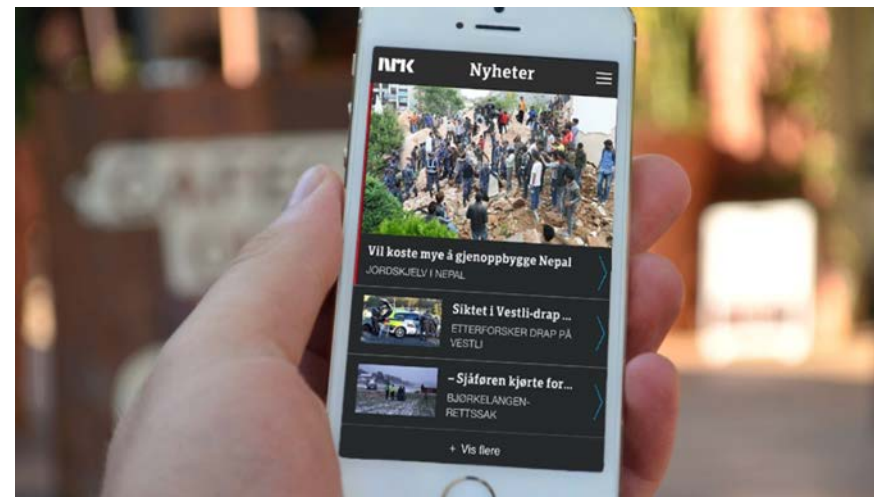 NRK Nyheter
Vil koste mye å gjenoppbygge Nepal
JORDSKJELV I NEPAL
Siktet i Vestli-drap ...
ETTERFORSKER DRAP PÅ
VESTLI
– Sjåføren kjørte for...
BJØRKELANGEN-
RETTSSAK
+ Vis flere